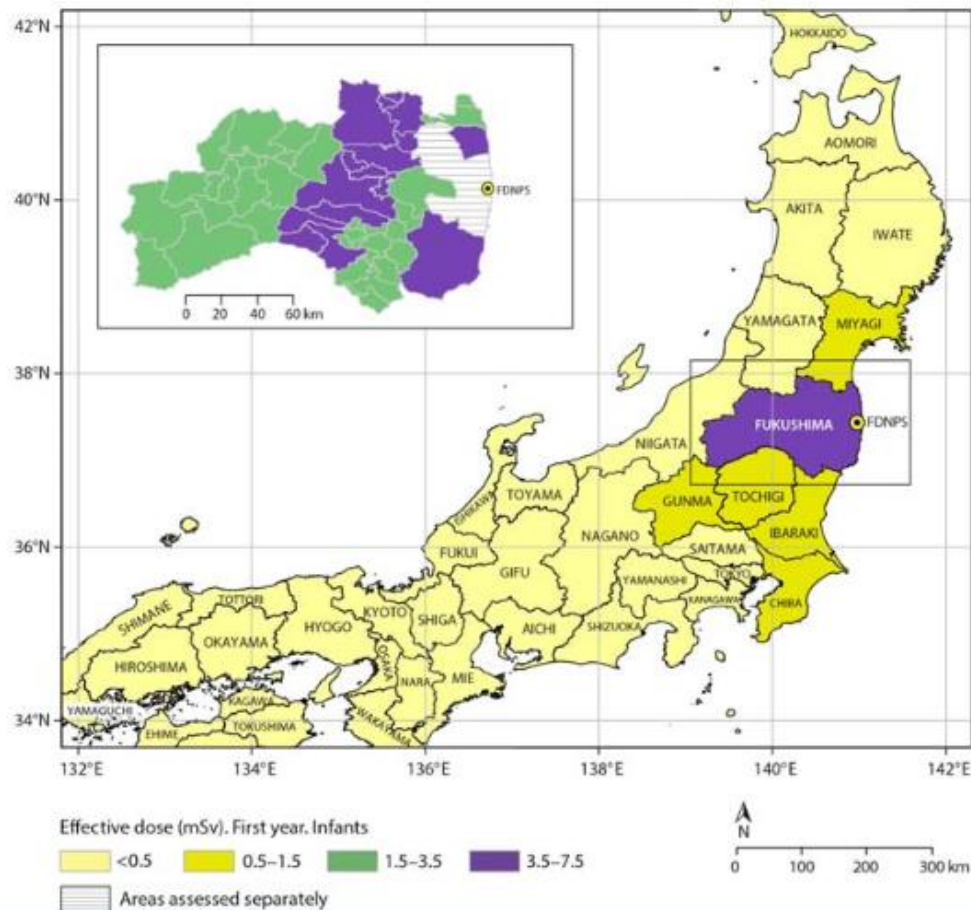 42°N
HOKKAIDO
FDNPS
0 20 40 60 km
AOMORI
40°N
AKITA
IWATE
YAMAGATA
MIYAGI
38°N
FUKUSHIMA
FDNPS
NIIGATA
ISHIKAWA
TOYAMA
GUNMA
TOCHIGI
NAGANO
IBARAKI
36°N
FUKUI
GIFU
SAITAMA
TOKYO
YAMANASHI
KANAGAWA
CHIBA
SHIMANE
TOTTORI
KYOTO
SHIGA
HYOGO
OKAYAMA
AICHI
SHIZUOKA
HIROSHIMA
OSAKA
NARA
MIE
YAMAGUCHI
KAGAWA
WAKAYAMA
34°N
EHIME
TOKUSHIMA
132°E 134°E 136°E 138°E 140°E 142°E
Effective dose (mSv). First year. Infants
<0.5 0.5–1.5 1.5–3.5 3.5–7.5
Areas assessed separately
N
0 100 200 300 km